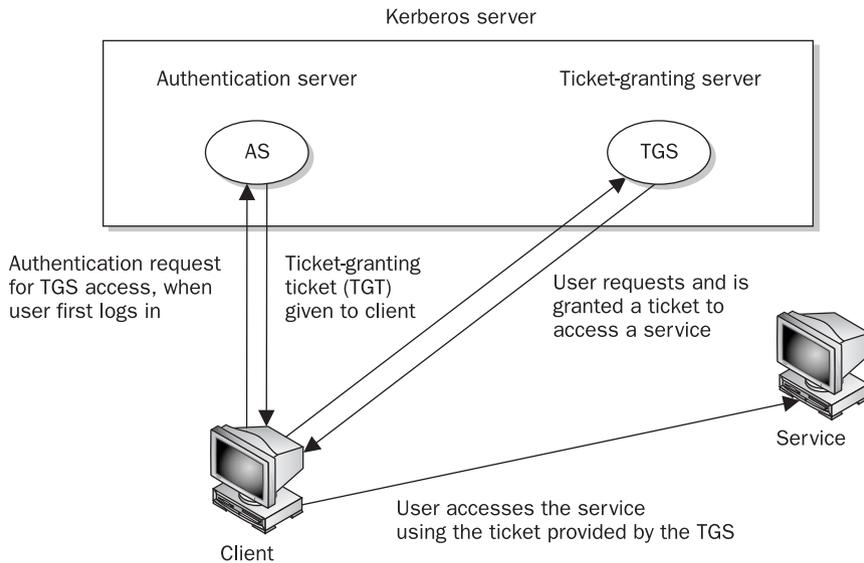 Kerberos server
Authentication server
Ticket-granting server
AS
TGS
Authentication request
for TGS access, when
user first logs in
Ticket-granting
ticket (TGT)
given to client
User requests and is
granted a ticket to
access a service
Service
User accesses the service
using the ticket provided by the TGS
Client